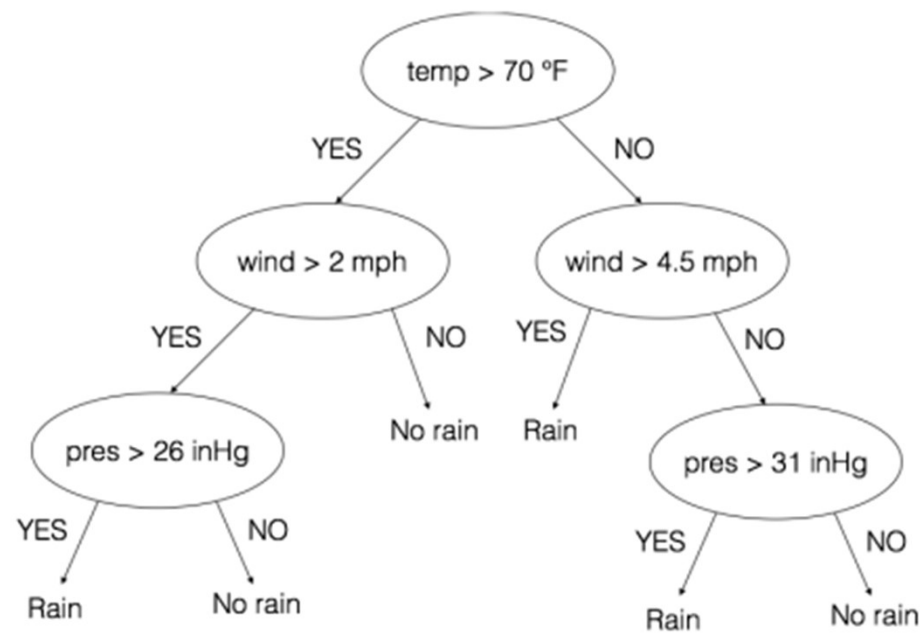 temp > 70 ºF
YES
NO
wind > 2 mph
wind > 4.5 mph
YES
NO
YES
NO
No rain
Rain
pres > 26 inHg
pres > 31 inHg
YES
NO
YES
NO
Rain
No rain
Rain
No rain